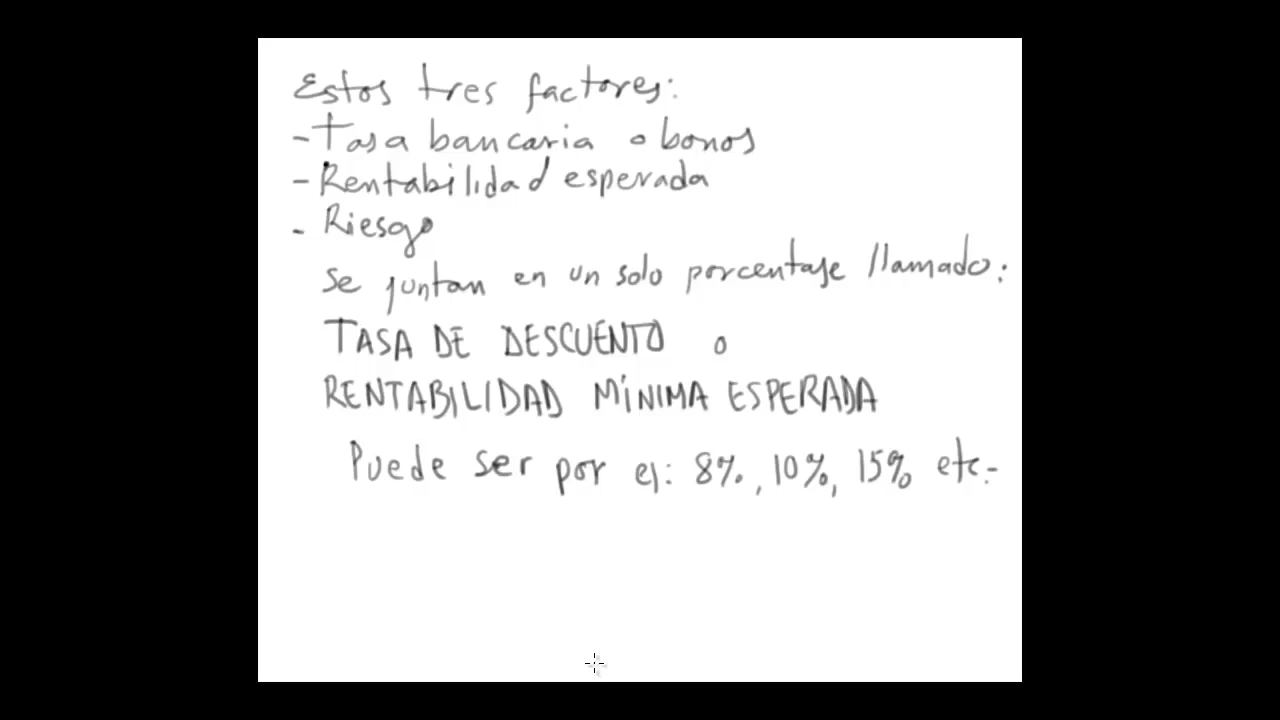 Estos tres factores:
- Tasa bancaria o bonos
- Rentabilidad esperada
- Riesgo
se juntan en un solo porcentaje llamado:
TASA DE DESCUENTO o
RENTABILIDAD MÍNIMA ESPERADA
Puede ser por ej: 8%, 10%, 15% etc.-